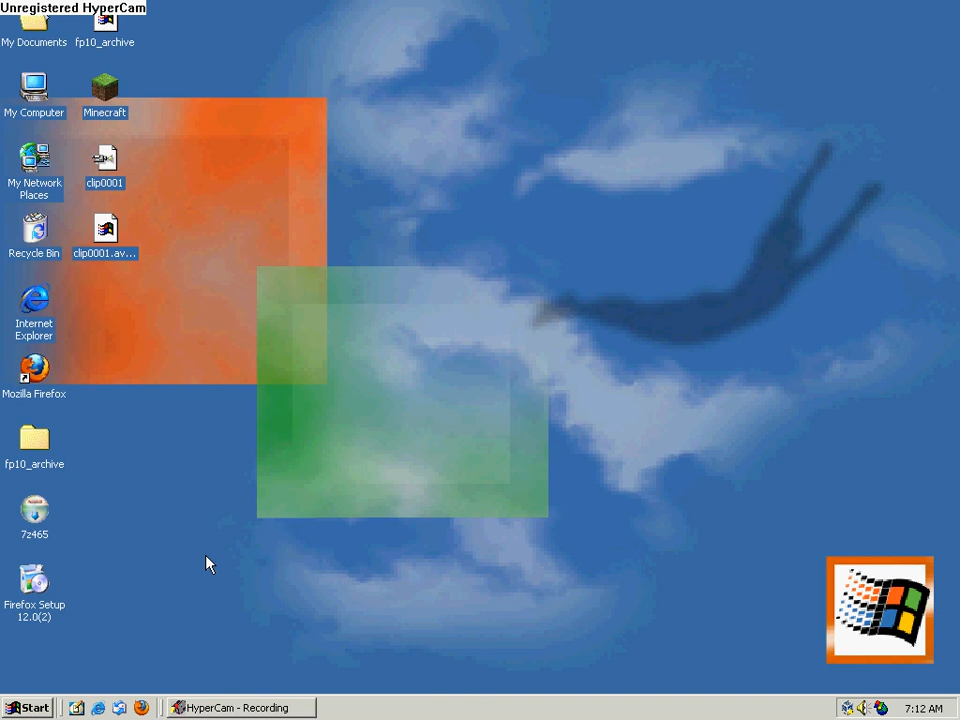 Unregistered HyperCam
My Documents
fp10_archive
My Computer
Minecraft
My Network
Places
clip0001
Recycle Bin
clip0001.av...
Internet
Explorer
Mozilla Firefox
fp10_archive
7z465
Firefox Setup
12.0(2)
Start
HyperCam - Recording
7:12 AM